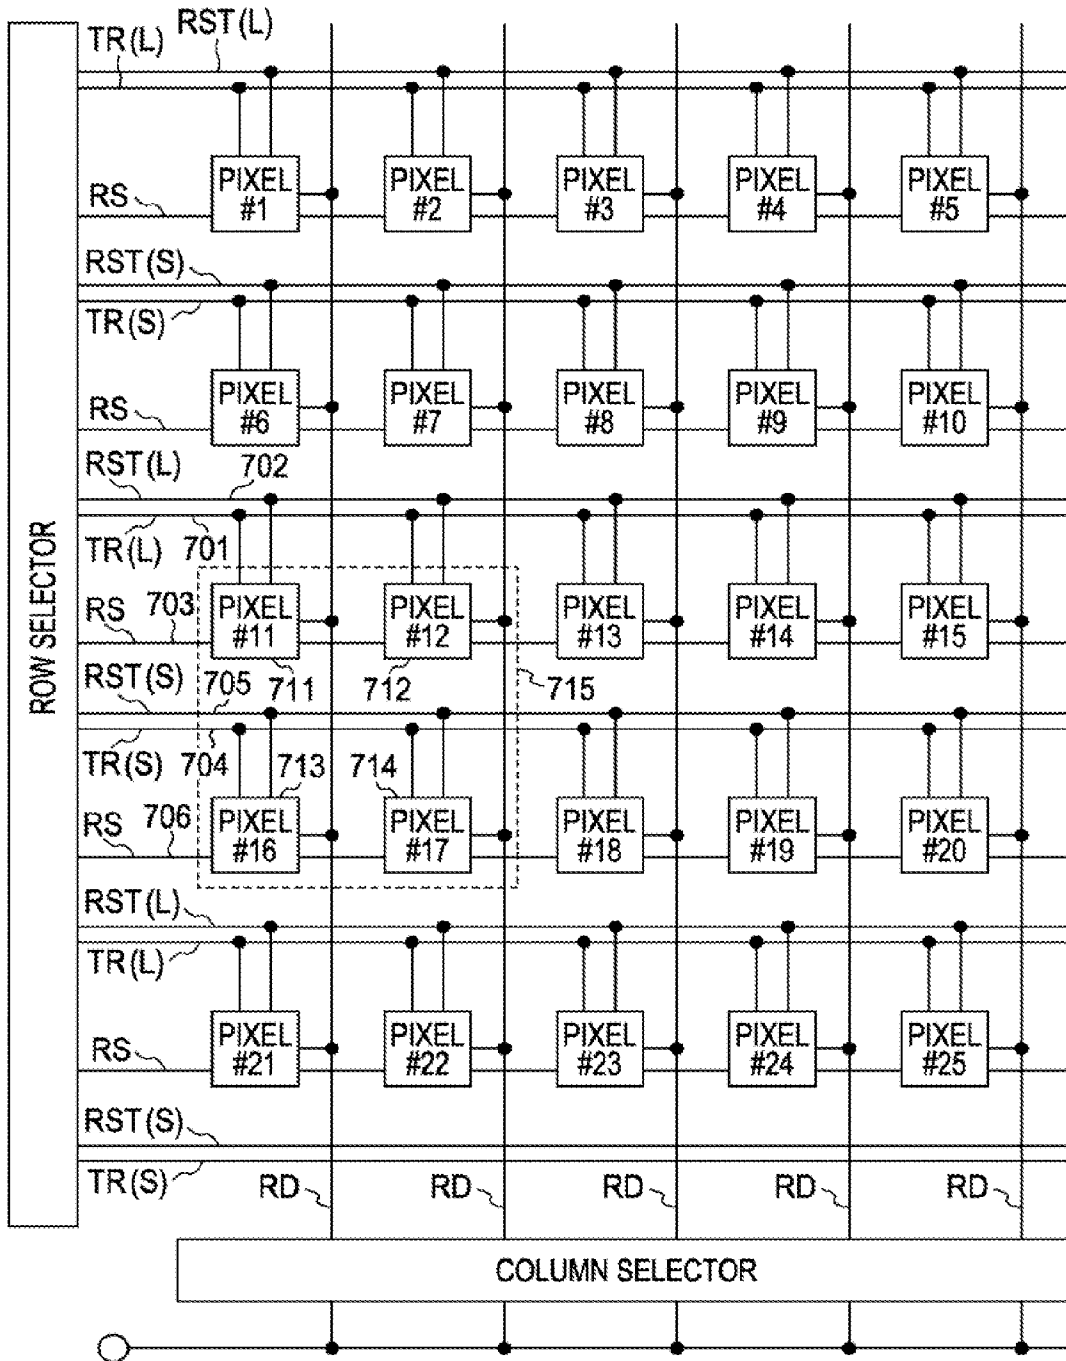 RST(L)
TR(L)
PIXEL #1
PIXEL #2
PIXEL #3
PIXEL #4
PIXEL #5
RS
RST(S)
TR(S)
PIXEL #6
PIXEL #7
PIXEL #8
PIXEL #9
PIXEL #10
RS
RST(L)
702
TR(L)
701
ROW SELECTOR
RS
703
PIXEL #11
PIXEL #12
PIXEL #13
PIXEL #14
PIXEL #15
RST(S)
705
711
712
715
TR(S)
704
713
714
RS
706
PIXEL #16
PIXEL #17
PIXEL #18
PIXEL #19
PIXEL #20
RST(L)
TR(L)
PIXEL #21
PIXEL #22
PIXEL #23
PIXEL #24
PIXEL #25
RS
RST(S)
TR(S)
RD
RD
RD
RD
RD
COLUMN SELECTOR